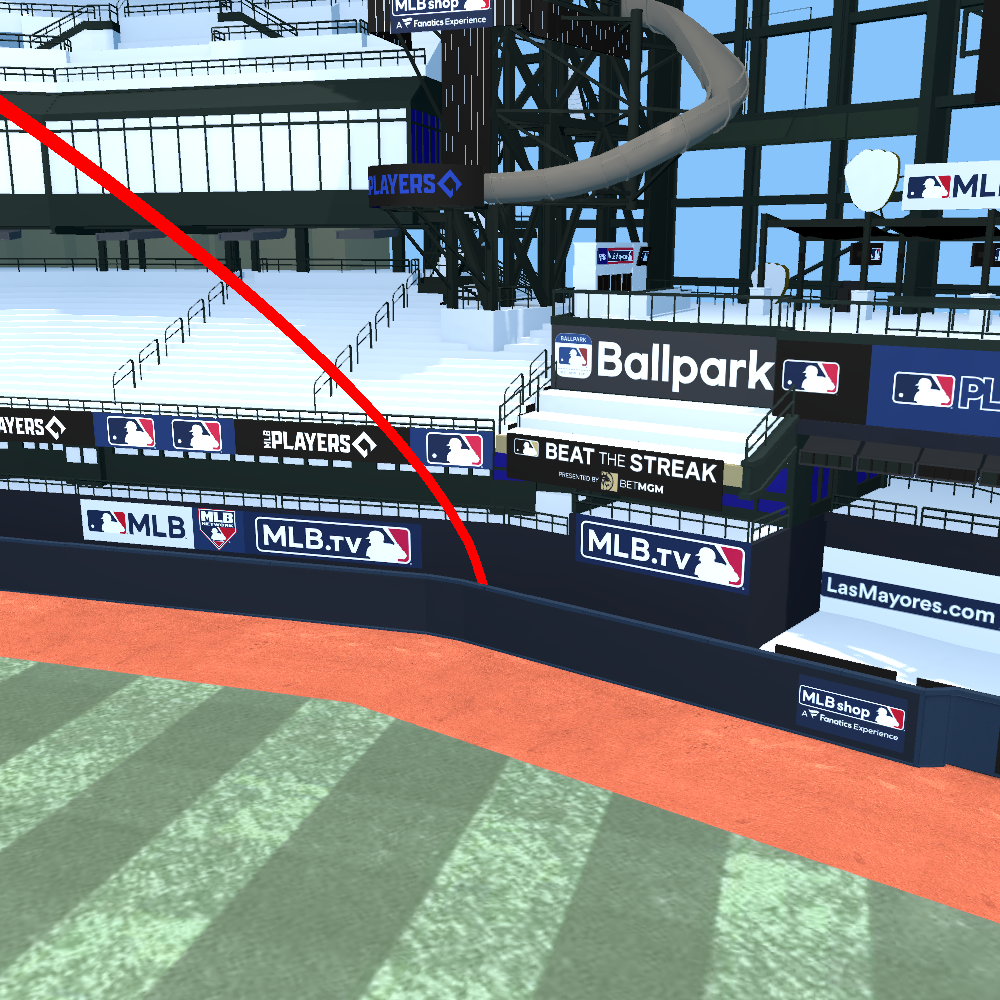 MLB shop
A Fanatics Experience
PLAYERS
Ballpark
BALLPARK
Ballpark
MLB
PLAYERS
BEAT THE STREAK
PRESENTED BY BETMGM
MLB
MLB
NETWORK
MLB.TV
MLB.TV
LasMayores.com
MLB shop
A Fanatics Experience